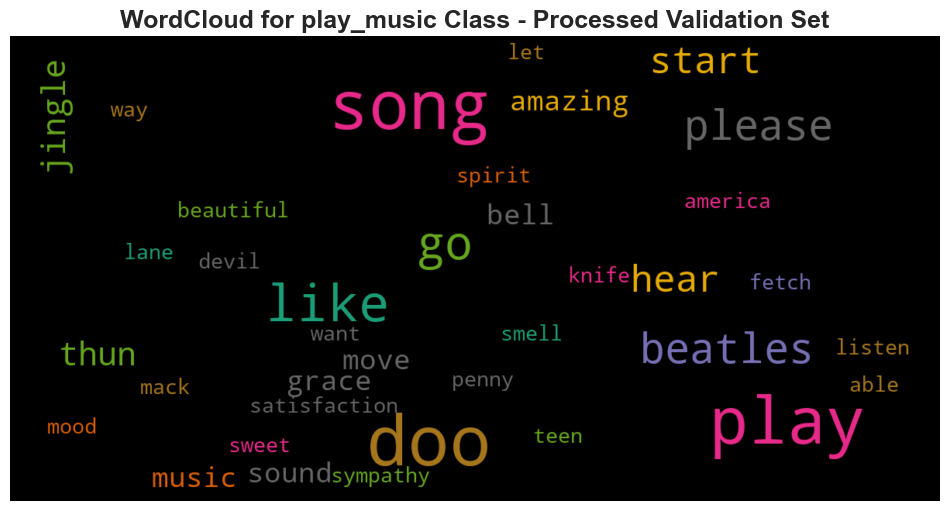 WordCloud for play_music Class - Processed Validation Set
let
start
jingle
song
amazing
way
please
spirit
america
beautiful
bell
go
lane
devil
knife
hear
fetch
like
want
smell
beatles
listen
thun
move
mack
grace
penny
able
satisfaction
play
mood
doo
teen
sweet
music
sound
sympathy